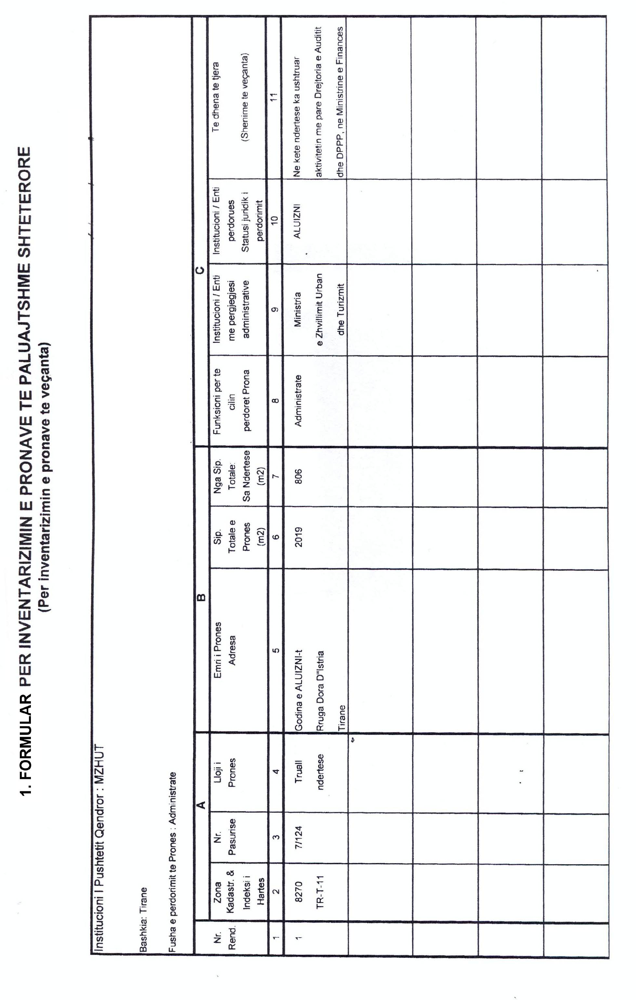 1. FORMULAR PER INVENTARIZIMIN E PRONAVE TE PALUAJTSHME SHTETERORE
(Per inventarizimin e pronave te veçanta)
Institucioni I Pushtetit Qendror : MZHUT
Bashkia: Tirane
Fusha e perdorimit te Prones : Administrate
A B C
Nr.
Rend.
Zona
Kadastr. &
Indeksi i
Hartes
Nr.
Pasurise
Lloji i
Prones
Emri i Prones
Adresa
Sip.
Totale e
Prones
(m2)
Nga Sip.
Totale:
Sa Ndertese
(m2)
Funksioni per te
cilin
perdoret Prona
Institucioni / Enti
me pergjegjesi
administrative
Institucioni / Enti
perdorues
Statusi juridik i
perdorimit
Te dhena te tjera
(Shenime te veçanta)
1 2 3 4 5 6 7 8 9 10 11
1
8270
TR-T-11
7/124
Truall
ndertese
Godina e ALUIZNI-t
Rruga Dora D"Istria
Tirane
2019
806
Administrate
Ministria
e Zhvillimit Urban
dhe Turizmit
ALUIZNI
Ne kete ndertese ka ushtruar
aktivitetin me pare Drejtoria e Auditit
dhe DPPP, ne Ministrine e Finances